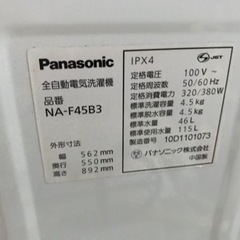 Panasonic
全自動電気洗濯機
品番
NA-F45B3
外形寸法
幅 562mm
奥行 550mm
高さ 892mm
IPX4
JET
定格電圧 100V~
定格周波数 50/60Hz
定格消費電力 320/380W
標準洗濯容量 4.5kg
標準脱水容量 4.5kg
標準水量 46L
標準使用水量 115L
製造番号 10D1101073
パナソニック株式会社
中国製